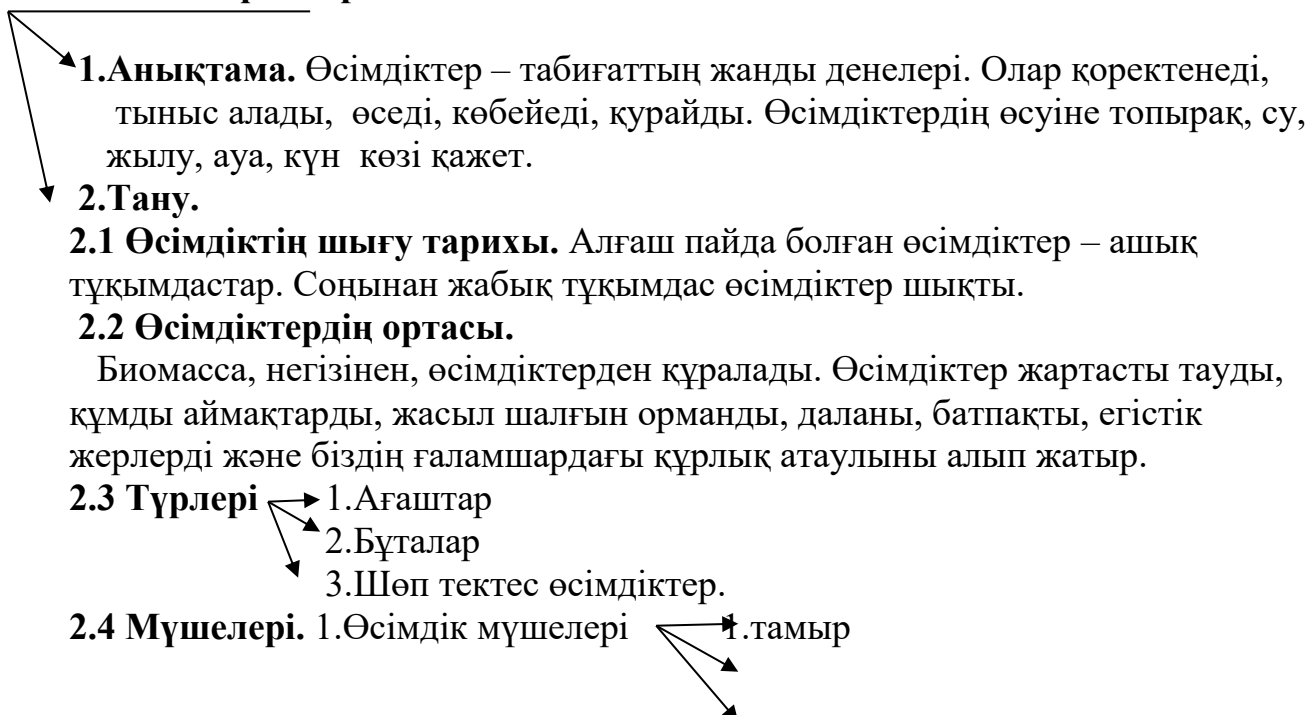 1.Анықтама. Өсімдіктер – табиғаттың жанды денелері. Олар қоректенеді,
тыныс алады, өседі, көбейеді, қурайды. Өсімдіктердің өсуіне топырақ, су,
жылу, ауа, күн көзі қажет.
2.Тану.
2.1 Өсімдіктің шығу тарихы. Алғаш пайда болған өсімдіктер – ашық
тұқымдастар. Соңынан жабық тұқымдас өсімдіктер шықты.
2.2 Өсімдіктердің ортасы.
Биомасса, негізінен, өсімдіктерден құралады. Өсімдіктер жартасты тауды,
құмды аймақтарды, жасыл шалғын орманды, даланы, батпақты, егістік
жерлерді және біздің ғаламшардағы құрлық атаулыны алып жатыр.
2.3 Түрлері 1.Ағаштар
2.Бұталар
3.Шөп тектес өсімдіктер.
2.4 Мүшелері. 1.Өсімдік мүшелері 1.тамыр